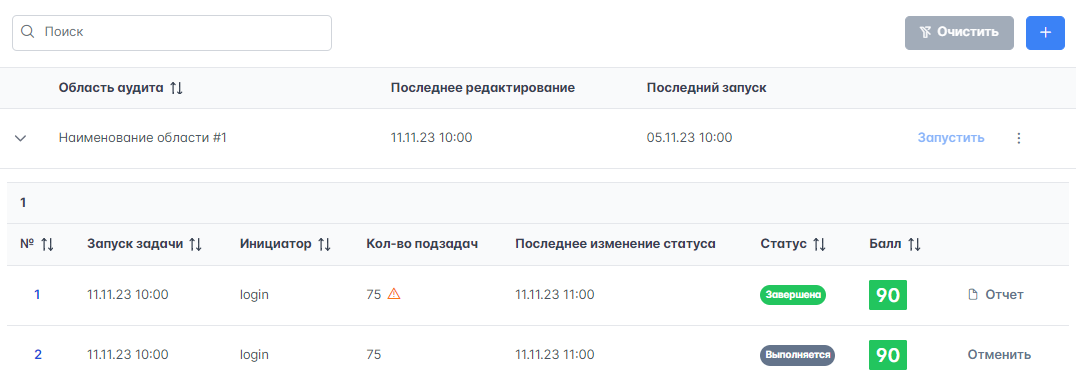 Поиск
Очистить
Область аудита Последнее редактирование Последний запуск
Наименование области #1 11.11.23 10:00 05.11.23 10:00 Запустить
1
№ Запуск задачи Инициатор Кол-во подзадач Последнее изменение статуса Статус Балл
1 11.11.23 10:00 login 75 11.11.23 11:00 Завершена 90 Отчет
2 11.11.23 10:00 login 75 11.11.23 11:00 Выполняется 90 Отменить